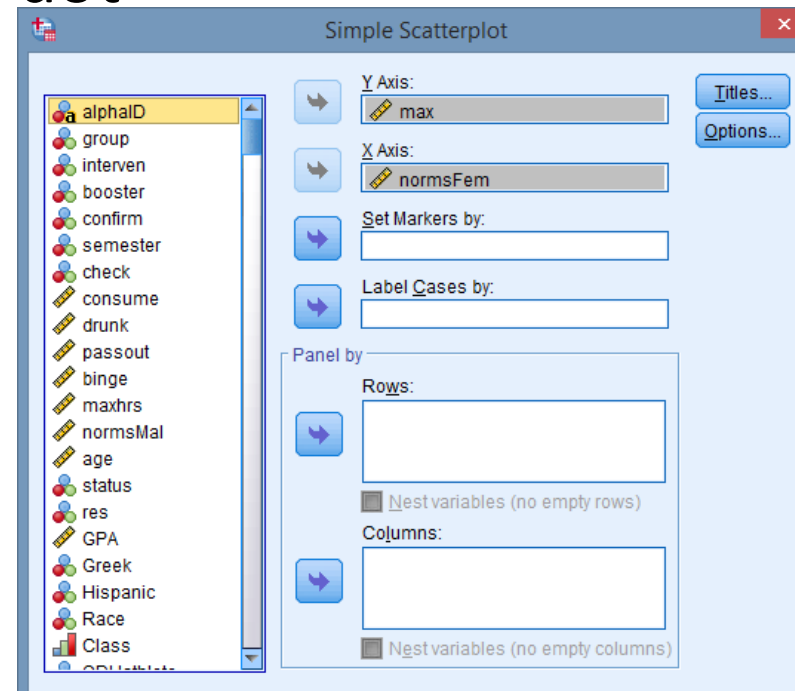 Simple Scatterplot
alphaID
group
interven
booster
confirm
semester
check
consume
drunk
passout
binge
maxhrs
normsMal
age
status
res
GPA
Greek
Hispanic
Race
Class
Y Axis:
max
X Axis:
normsFem
Set Markers by:
Label Cases by:
Panel by
Rows:
Nest variables (no empty rows)
Columns:
Nest variables (no empty columns)
Titles...
Options...